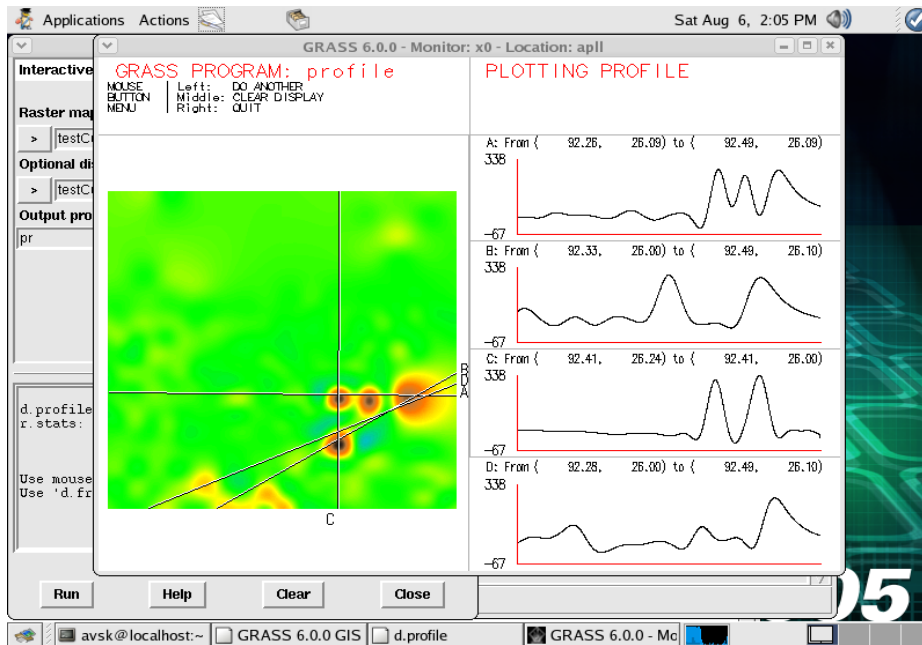 Applications Actions
Sat Aug 6, 2:05 PM
GRASS 6.0.0 - Monitor: x0 - Location: apll
Interactive
Raster map
> testCu
Optional di
> testC
Output pro
pr
GRASS PROGRAM: profile
MOUSE Left: DO ANOTHER
BUTTON Middle: CLEAR DISPLAY
MENU Right: QUIT
PLOTTING PROFILE
A: From ( 92.26, 26.09) to ( 92.49, 26.09)
338
-67
B: From ( 92.33, 26.00) to ( 92.49, 26.10)
338
-67
C: From ( 92.41, 26.24) to ( 92.41, 26.00)
338
-67
D: From ( 92.28, 26.00) to ( 92.49, 26.10)
338
-67
B
D
A
C
d.profile
r.stats:
Use mouse
Use 'd.fr
Run Help Clear Close
05
avsk@localhost:~ GRASS 6.0.0 GIS d.profile GRASS 6.0.0 - Mo